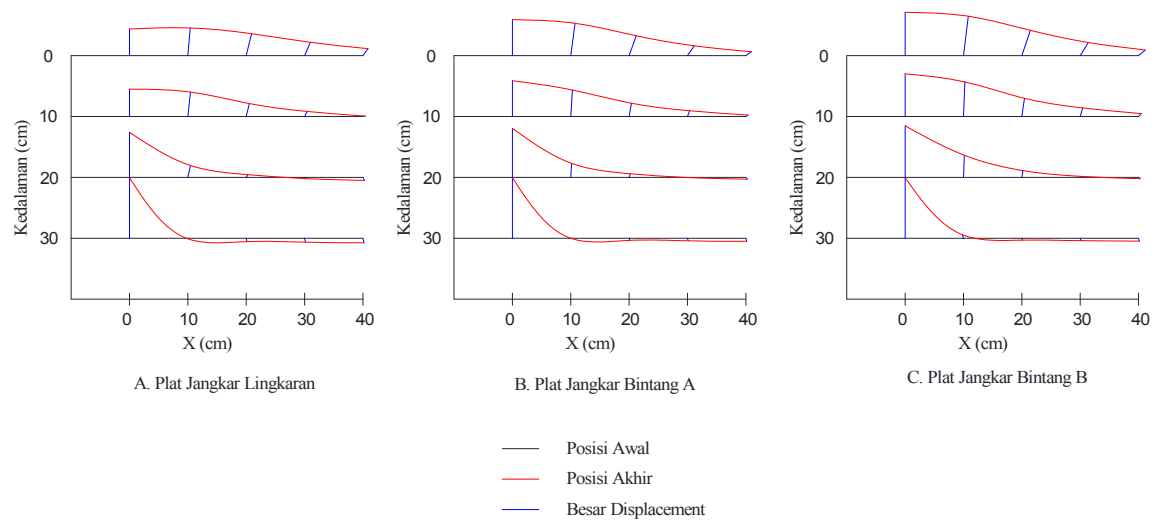 0
10
20
30
Kedalaman (cm)
0 10 20 30 40
X (cm)
A. Plat Jangkar Lingkaran
0
10
20
30
Kedalaman (cm)
0 10 20 30 40
X (cm)
B. Plat Jangkar Bintang A
0
10
20
30
Kedalaman (cm)
0 10 20 30 40
X (cm)
C. Plat Jangkar Bintang B
Posisi Awal
Posisi Akhir
Besar Displacement